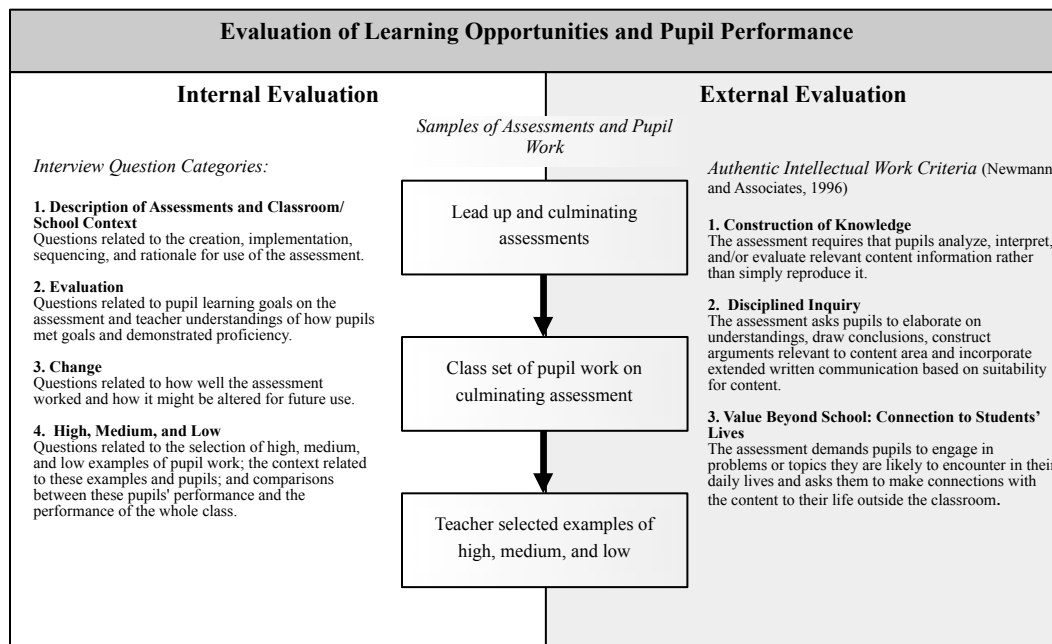 Evaluation of Learning Opportunities and Pupil Performance
Internal Evaluation
Interview Question Categories:
1. Description of Assessments and Classroom/
School Context
Questions related to the creation, implementation,
sequencing, and rationale for use of the assessment.
2. Evaluation
Questions related to pupil learning goals on the
assessment and teacher understandings of how pupils
met goals and demonstrated proficiency.
3. Change
Questions related to how well the assessment
worked and how it might be altered for future use.
4. High, Medium, and Low
Questions related to the selection of high, medium,
and low examples of pupil work; the context related
to these examples and pupils; and comparisons
between these pupils' performance and the
performance of the whole class.
Samples of Assessments and Pupil
Work
Lead up and culminating
assessments
Class set of pupil work on
culminating assessment
Teacher selected examples of
high, medium, and low
External Evaluation
Authentic Intellectual Work Criteria (Newmann
and Associates, 1996)
1. Construction of Knowledge
The assessment requires that pupils analyze, interpret,
and/or evaluate relevant content information rather
than simply reproduce it.
2. Disciplined Inquiry
The assessment asks pupils to elaborate on
understandings, draw conclusions, construct
arguments relevant to content area and incorporate
extended written communication based on suitability
for content.
3. Value Beyond School: Connection to Students’
Lives
The assessment demands pupils to engage in
problems or topics they are likely to encounter in their
daily lives and asks them to make connections with
the content to their life outside the classroom.